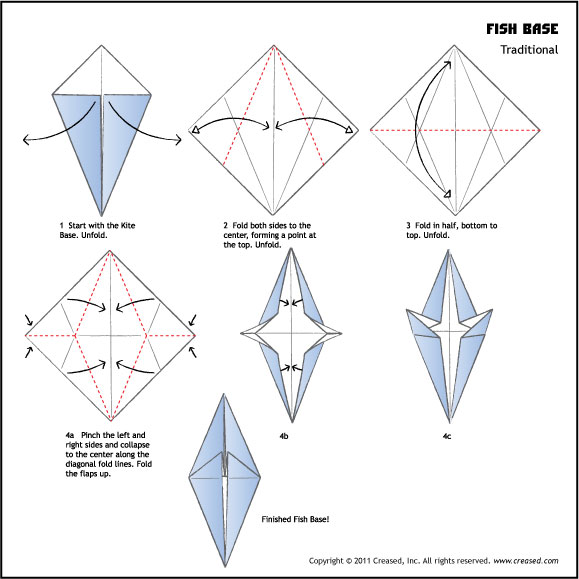 FISH BASE
Traditional
1 Start with the Kite
Base. Unfold.
2 Fold both sides to the
center, forming a point at
the top. Unfold.
3 Fold in half, bottom to
top. Unfold.
4a Pinch the left and
right sides and collapse
to the center along the
diagonal fold lines. Fold
the flaps up.
4b
4c
Finished Fish Base!
Copyright © 2011 Creased, Inc. All rights reserved. www.creased.com